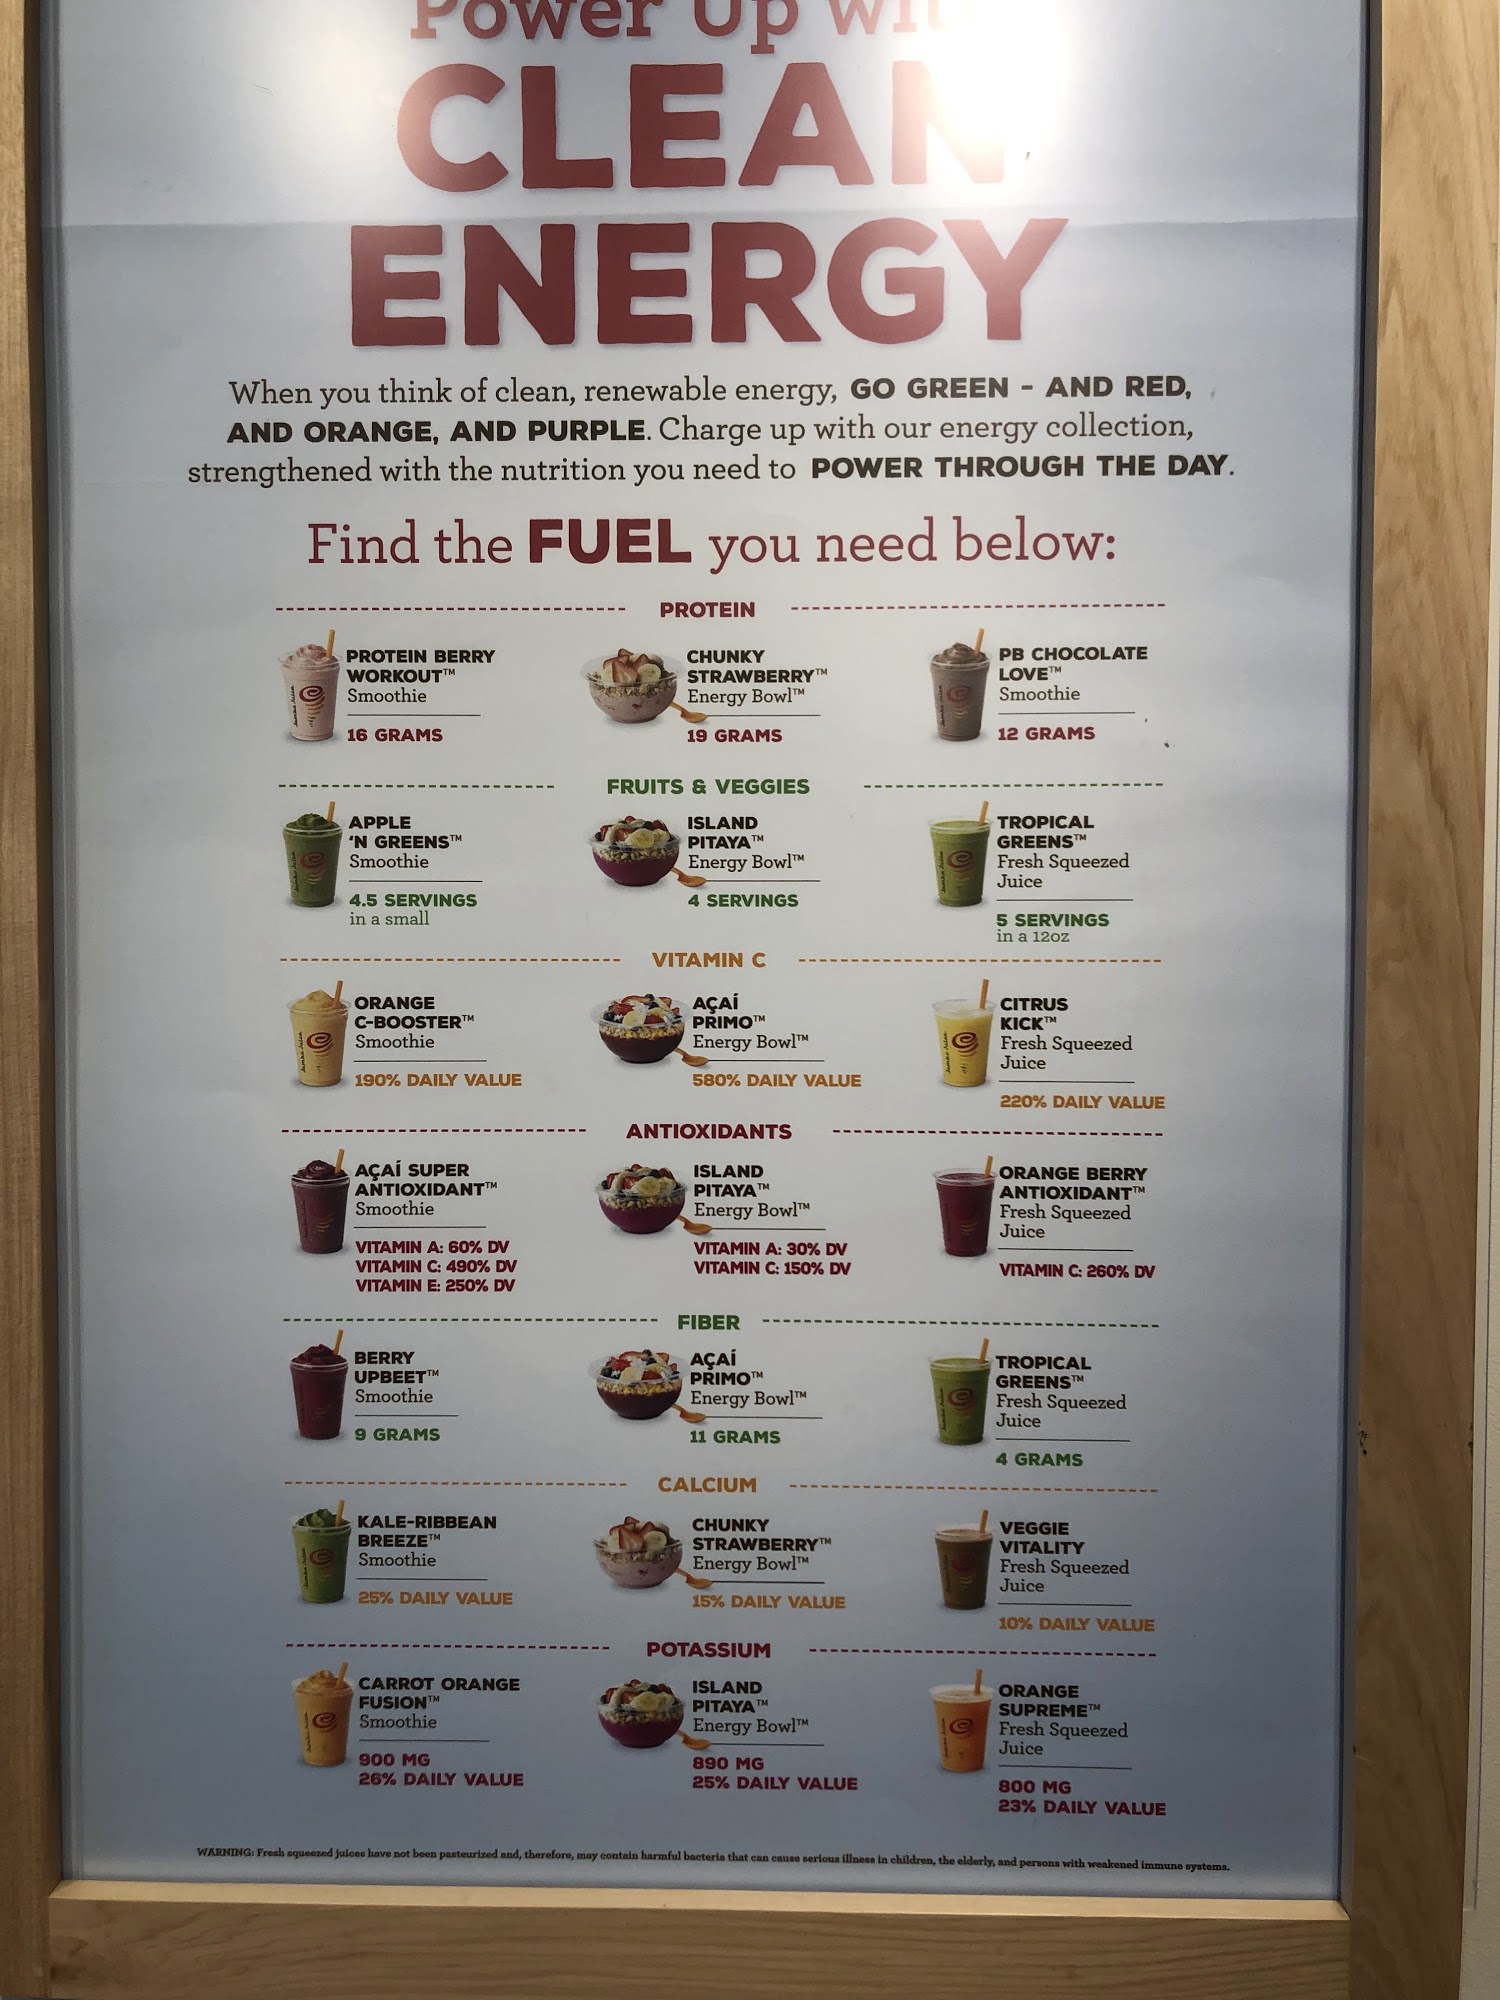 Power Up
CLEAN
ENERGY
When you think of clean, renewable energy, GO GREEN - AND RED,
AND ORANGE, AND PURPLE. Charge up with our energy collection,
strengthened with the nutrition you need to POWER THROUGH THE DAY.
Find the FUEL you need below:
PROTEIN
PROTEIN BERRY
WORKOUT™
Smoothie
16 GRAMS
CHUNKY
STRAWBERRY™
Energy Bowl™
19 GRAMS
PB CHOCOLATE
LOVE™
Smoothie
12 GRAMS
FRUITS & VEGGIES
APPLE
'N GREENS™
Smoothie
4.5 SERVINGS
in a small
ISLAND
PITAYA™
Energy Bowl™
4 SERVINGS
TROPICAL
GREENS™
Fresh Squeezed
Juice
5 SERVINGS
in a 12oz
VITAMIN C
ORANGE
C-BOOSTER™
Smoothie
190% DAILY VALUE
AÇAÍ
PRIMO™
Energy Bowl™
580% DAILY VALUE
CITRUS
KICK™
Fresh Squeezed
Juice
220% DAILY VALUE
ANTIOXIDANTS
AÇAÍ SUPER
ANTIOXIDANT™
Smoothie
VITAMIN A: 60% DV
VITAMIN C: 490% DV
VITAMIN E: 250% DV
ISLAND
PITAYA™
Energy Bowl™
VITAMIN A: 30% DV
VITAMIN C: 150% DV
ORANGE BERRY
ANTIOXIDANT™
Fresh Squeezed
Juice
VITAMIN C: 260% DV
FIBER
BERRY
UPBEET™
Smoothie
9 GRAMS
AÇAÍ
PRIMO™
Energy Bowl™
11 GRAMS
TROPICAL
GREENS™
Fresh Squeezed
Juice
4 GRAMS
CALCIUM
KALE-RIBBEAN
BREEZE™
Smoothie
25% DAILY VALUE
CHUNKY
STRAWBERRY™
Energy Bowl™
15% DAILY VALUE
VEGGIE
VITALITY
Fresh Squeezed
Juice
10% DAILY VALUE
POTASSIUM
CARROT ORANGE
FUSION™
Smoothie
900 MG
26% DAILY VALUE
ISLAND
PITAYA™
Energy Bowl™
890 MG
25% DAILY VALUE
ORANGE
SUPREME™
Fresh Squeezed
Juice
800 MG
23% DAILY VALUE
WARNING: Fresh squeezed juices have not been pasteurized and, therefore, may contain harmful bacteria that can cause serious illness in children, the elderly, and persons with weakened immune systems.